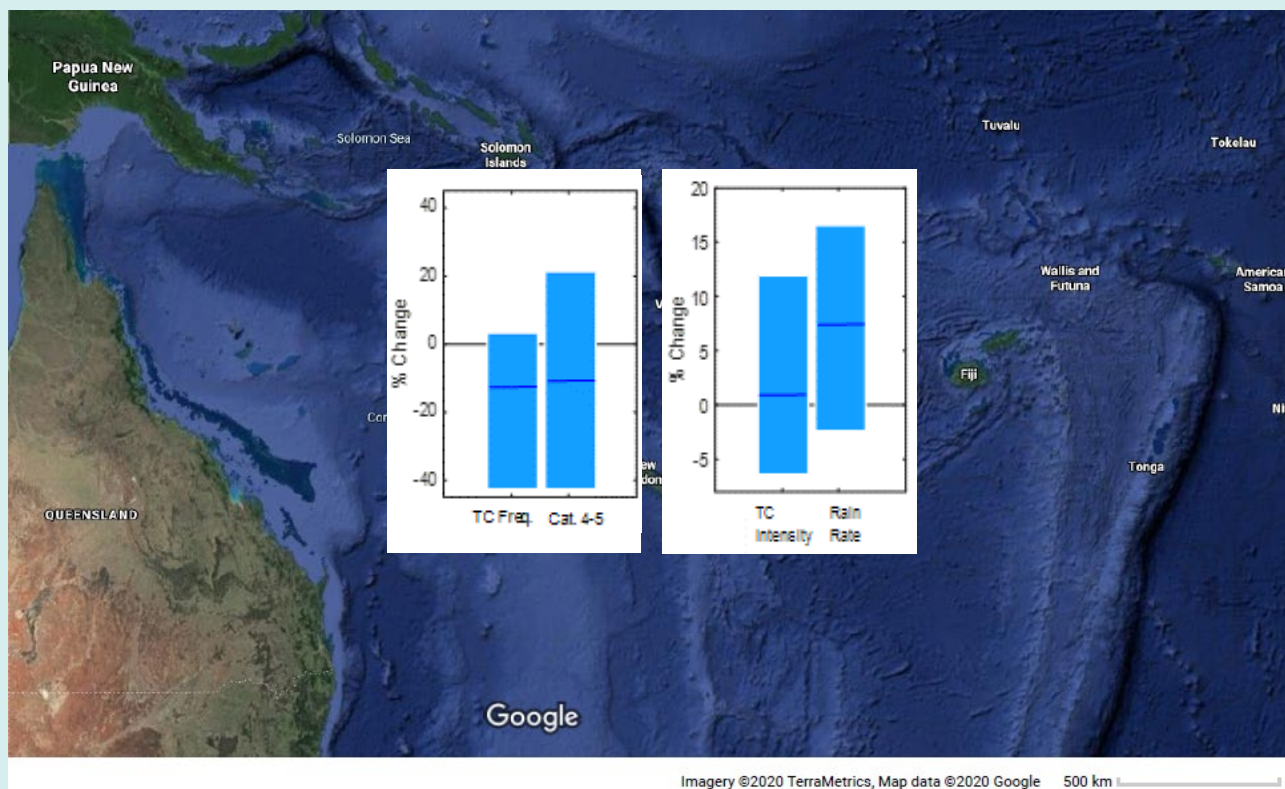 Papua New
Guinea
Solomon Sea
Solomon
Islands
Tuvalu
Tokelau
Wallis and
Futuna
American
Samoa
Fiji
Tonga
QUEENSLAND
40
20
0
-20
-40
% Change
TC Freq.
Cat. 4-5
20
15
10
5
0
-5
% Change
TC
Intensity
Rain
Rate
Google
Imagery ©2020 TerraMetrics, Map data ©2020 Google
500 km